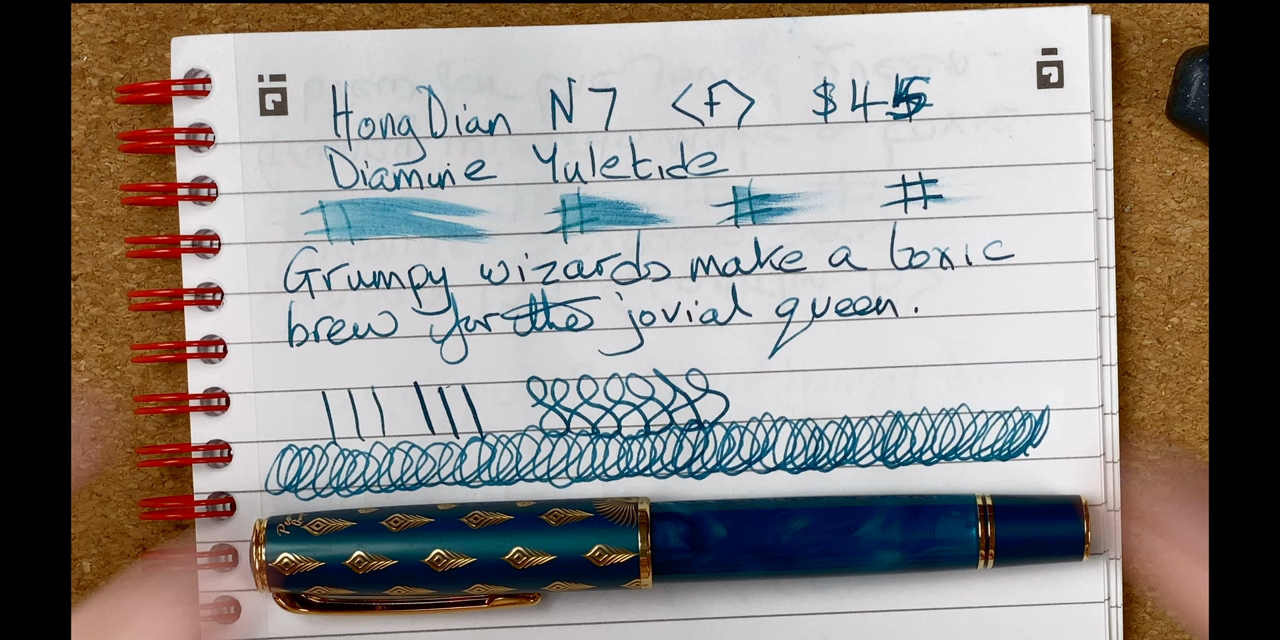 HongDian N7 <F> $45
Diamine Yuletide
# # #
Grumpy wizards make a toxic
brew for the jovial queen.